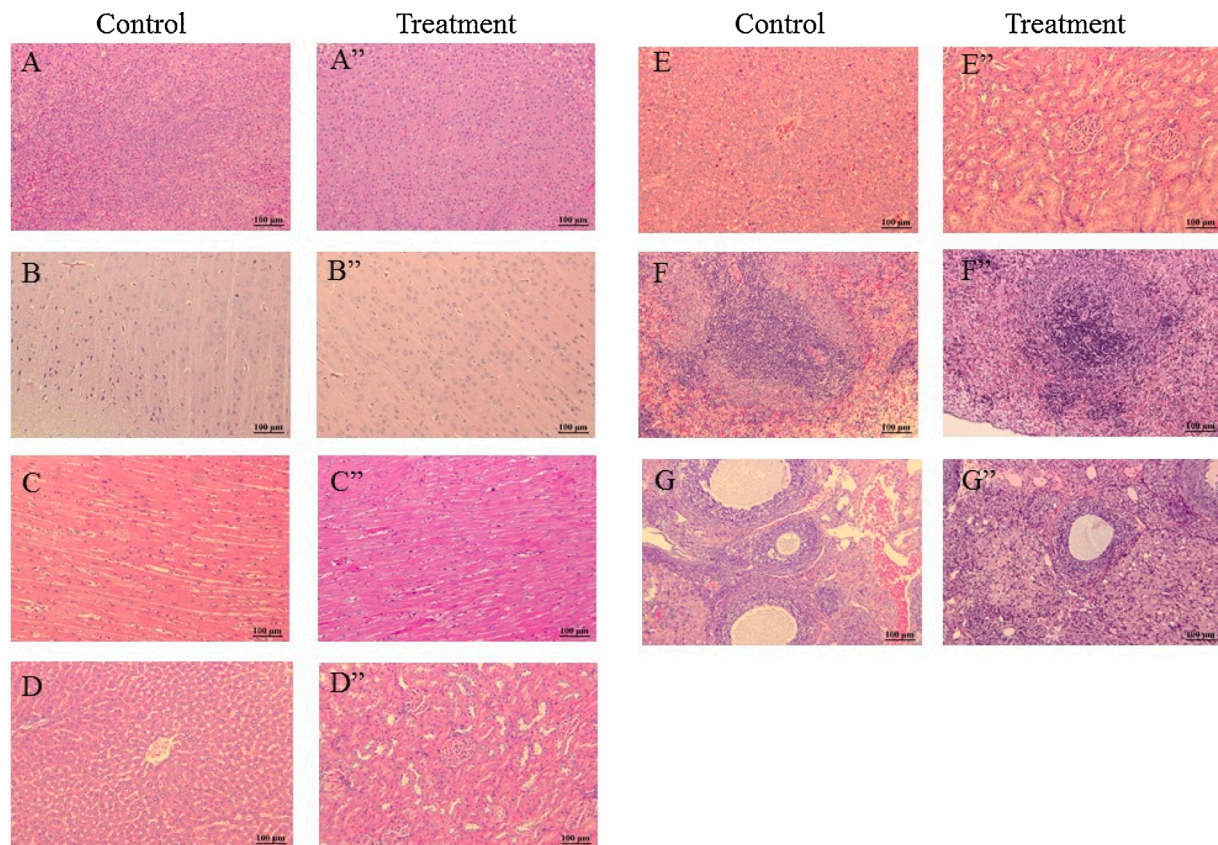 Control Treatment Control Treatment
A A” E E”
100 µm 100 µm 100 µm 100 µm
B B” F F”
100 µm 100 µm 100 µm 100 µm
C C” G G”
100 µm 100 µm 100 µm 100 µm
D D”
100 µm 100 µm